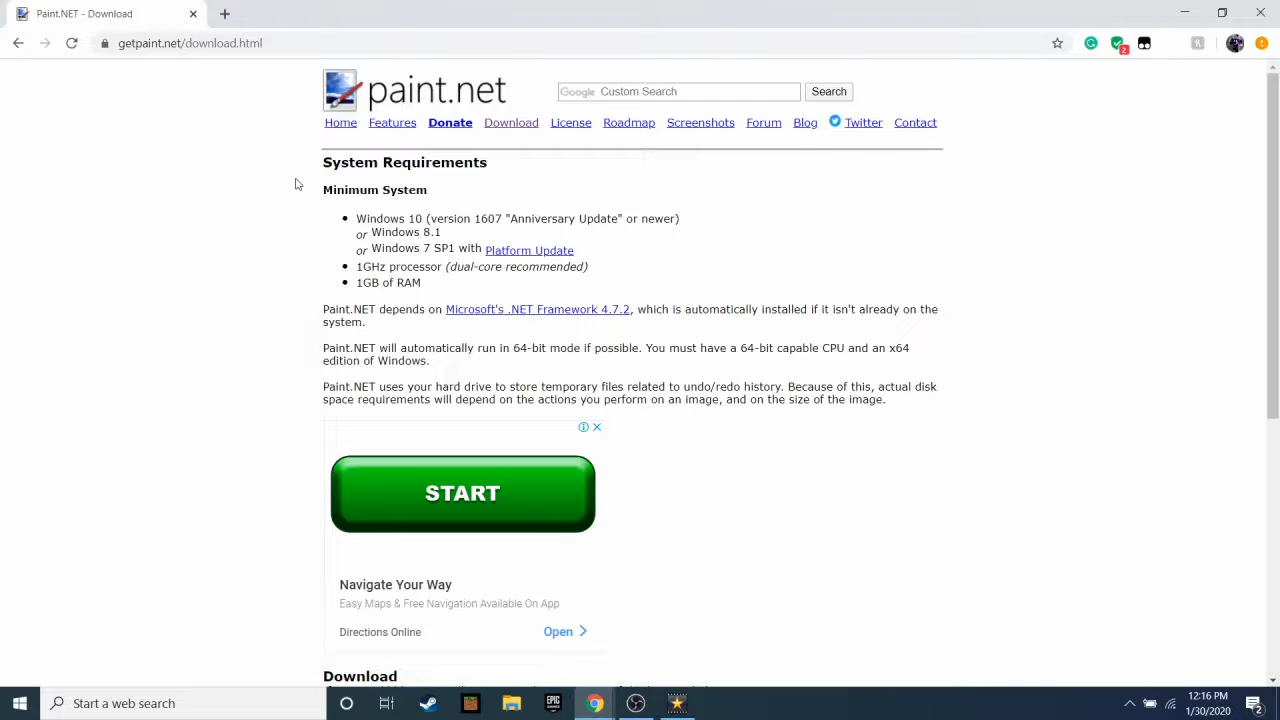 Paint.NET - Download
getpaint.net/download.html
2
paint.net
Google Custom Search
Search
Home Features Donate Download License Roadmap Screenshots Forum Blog Twitter Contact
System Requirements
Minimum System
Windows 10 (version 1607 "Anniversary Update" or newer)
or Windows 8.1
or Windows 7 SP1 with Platform Update
1GHz processor (dual-core recommended)
1GB of RAM
Paint.NET depends on Microsoft's .NET Framework 4.7.2, which is automatically installed if it isn't already on the
system.
Paint.NET will automatically run in 64-bit mode if possible. You must have a 64-bit capable CPU and an x64
edition of Windows.
Paint.NET uses your hard drive to store temporary files related to undo/redo history. Because of this, actual disk
space requirements will depend on the actions you perform on an image, and on the size of the image.
START
Navigate Your Way
Easy Maps & Free Navigation Available On App
Directions Online
Open
Download
Start a web search
EPIC GAMES
12:16 PM
1/30/2020
2